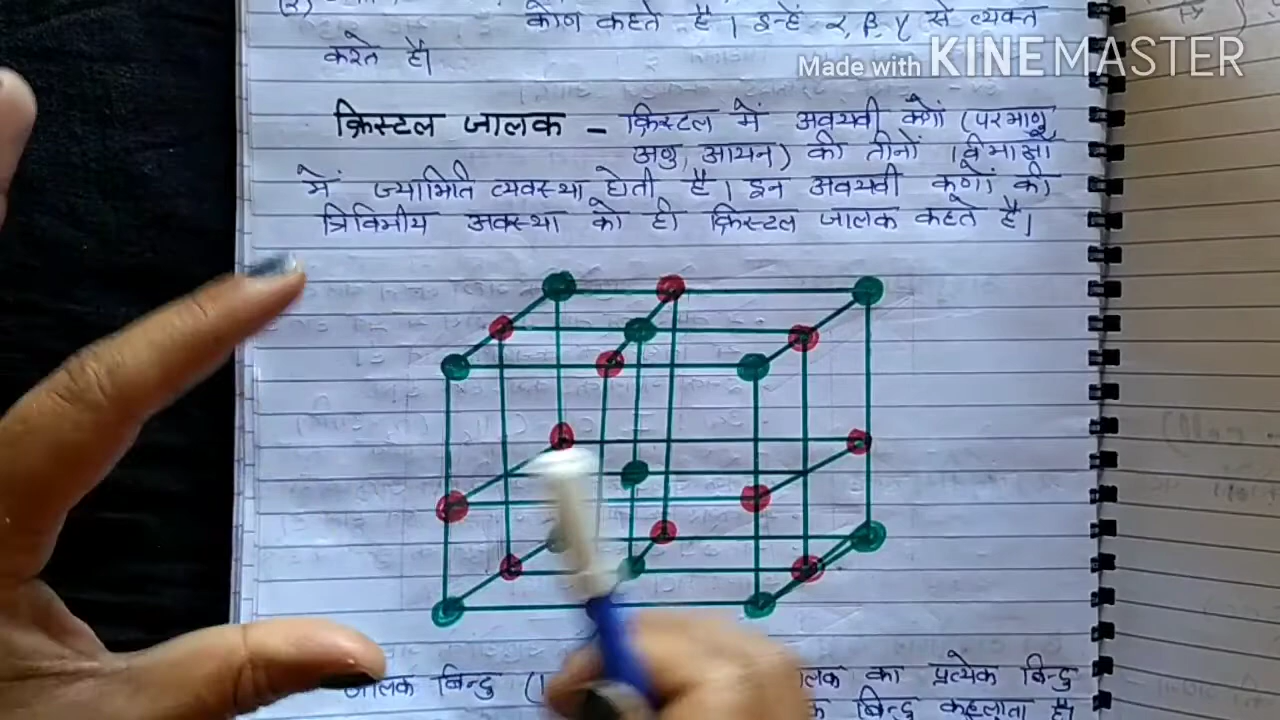 (२)
कोण कहते हैं। इन्हें α, β, γ से व्यक्त
करते हैं।
Made with KINEMASTER
क्रिस्टल जालक – क्रिस्टल में अवयवी कणों (परमाणु,
अणु, आयन) की तीनों विमाओं
में ज्यामिति व्यवस्था होती है। इन अवयवी कणों की
त्रिविमीय अवस्था को ही क्रिस्टल जालक कहते है।
जालक बिन्दु ( का प्रत्येक बिन्दु
बिन्दु कहलाता है।